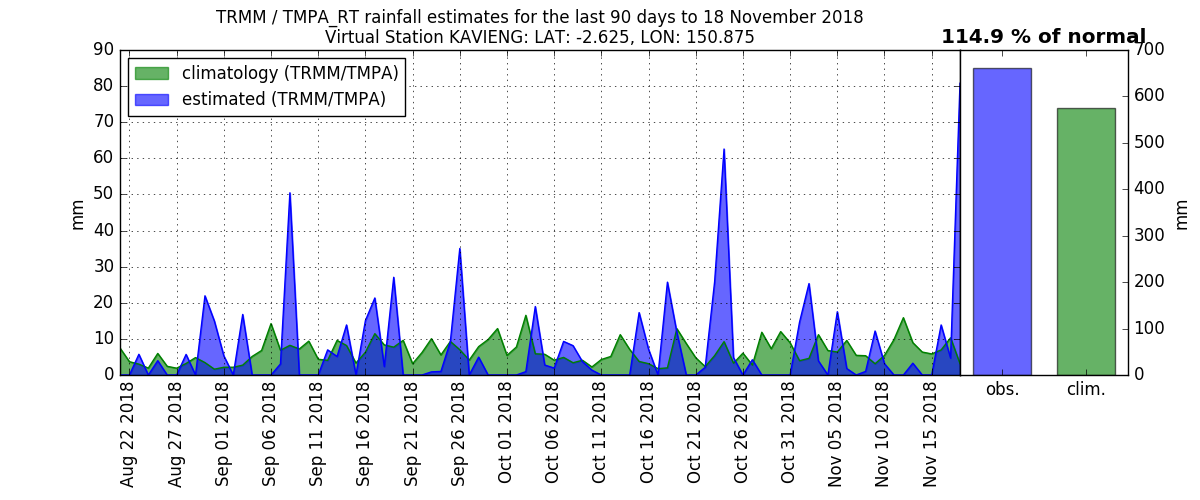 TRMM / TMPA_RT rainfall estimates for the last 90 days to 18 November 2018
Virtual Station KAVIENG: LAT: -2.625, LON: 150.875
114.9 % of normal
climatology (TRMM/TMPA)
estimated (TRMM/TMPA)
90
80
70
60
50
40
30
20
10
0
mm
Aug 22 2018
Aug 27 2018
Sep 01 2018
Sep 06 2018
Sep 11 2018
Sep 16 2018
Sep 21 2018
Sep 26 2018
Oct 01 2018
Oct 06 2018
Oct 11 2018
Oct 16 2018
Oct 21 2018
Oct 26 2018
Oct 31 2018
Nov 05 2018
Nov 10 2018
Nov 15 2018
obs.
clim.
700
600
500
400
300
200
100
0
mm